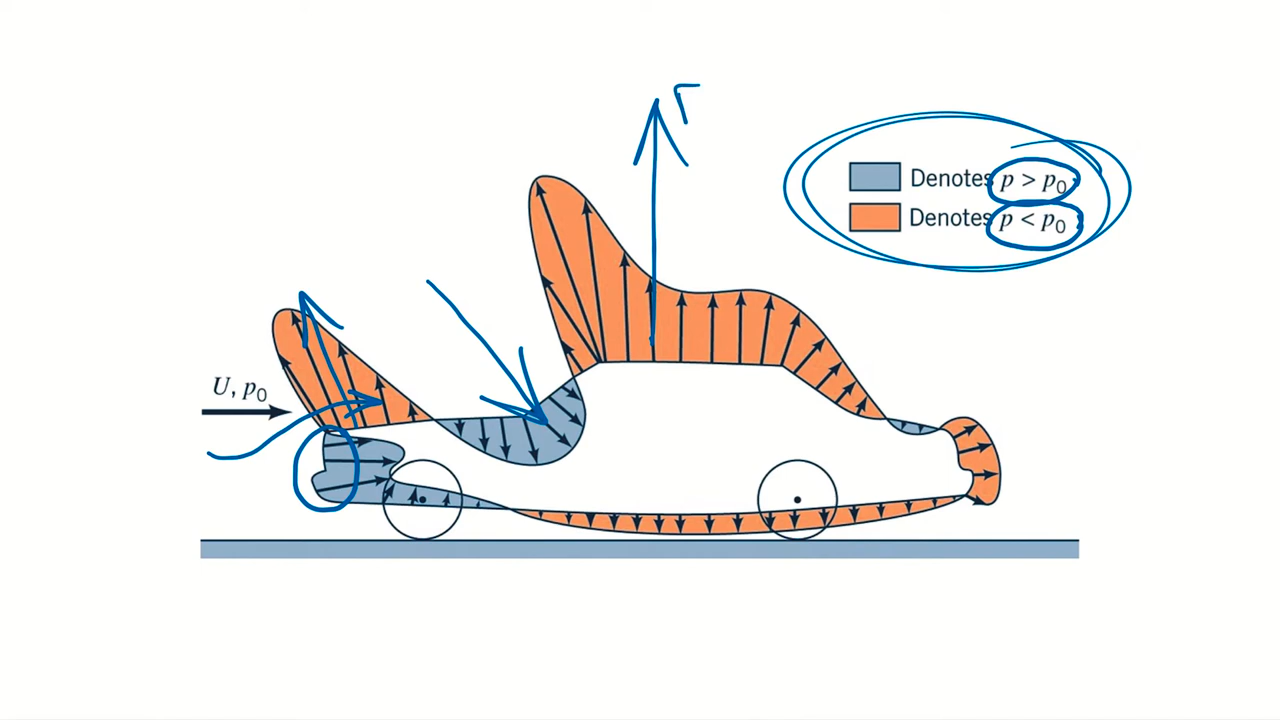 Denotes p > p₀
Denotes p < p₀
U, p₀